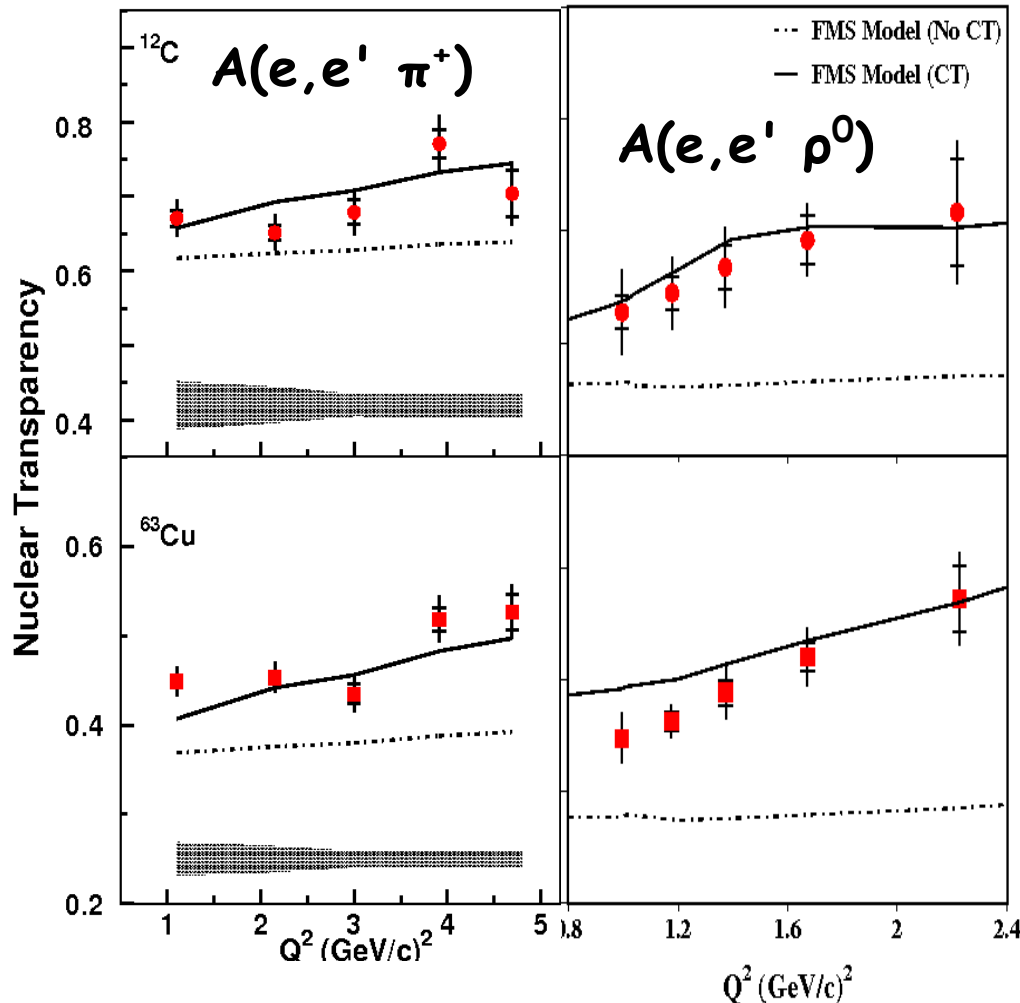 ¹²C
A(e,e' π⁺)
0.8
0.6
0.4
Nuclear Transparency
⁶³Cu
0.6
0.4
0.2
1 2 3 4 5
Q² (GeV/c)²
FMS Model (No CT)
FMS Model (CT)
A(e,e' ρ⁰)
).8 1.2 1.6 2 2.4
Q² (GeV/c)²